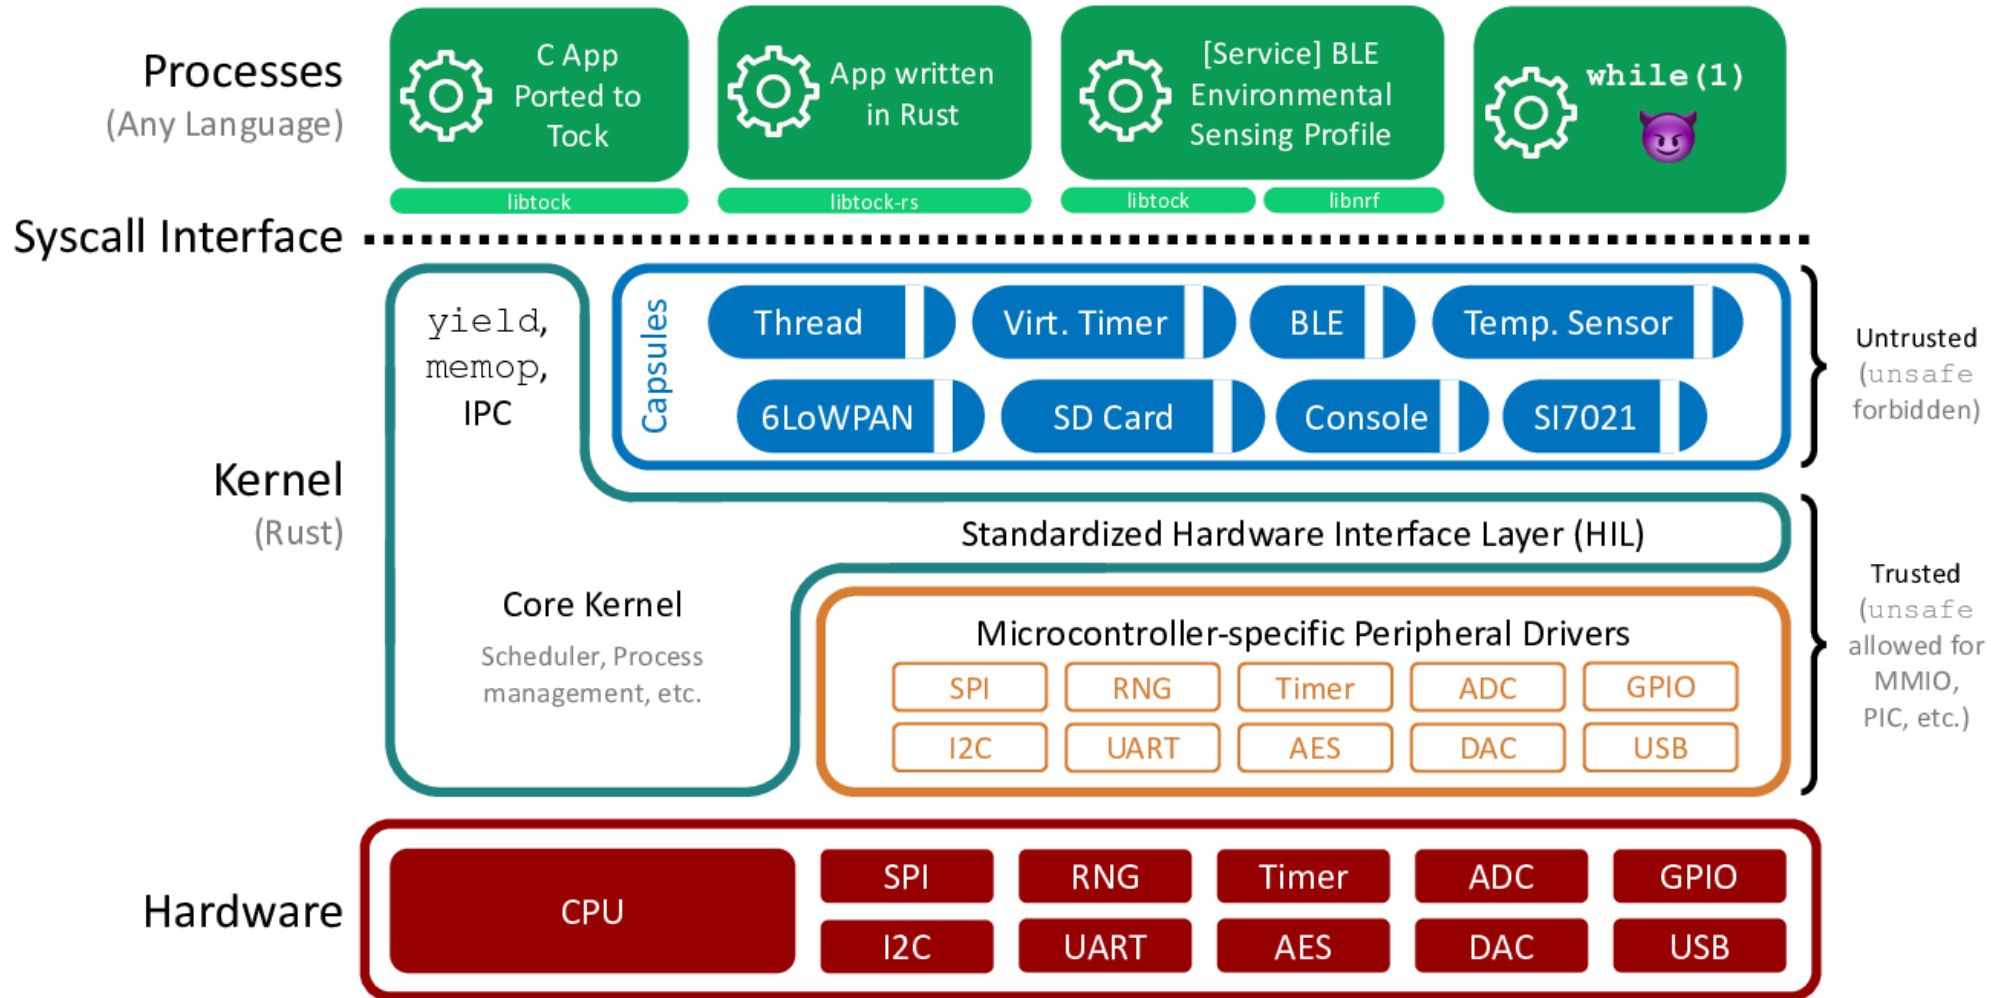 Processes
(Any Language)
C App
Ported to
Tock
App written
in Rust
[Service] BLE
Environmental
Sensing Profile
while(1)
libtock
libtock-rs
libtock
libnrf
Syscall Interface
Kernel
(Rust)
yield,
memop,
IPC
Capsules
Thread
Virt. Timer
BLE
Temp. Sensor
6LoWPAN
SD Card
Console
SI7021
Untrusted
(unsafe
forbidden)
Standardized Hardware Interface Layer (HIL)
Core Kernel
Scheduler, Process
management, etc.
Microcontroller-specific Peripheral Drivers
SPI
RNG
Timer
ADC
GPIO
I2C
UART
AES
DAC
USB
Trusted
(unsafe
allowed for
MMIO,
PIC, etc.)
Hardware
CPU
SPI
RNG
Timer
ADC
GPIO
I2C
UART
AES
DAC
USB